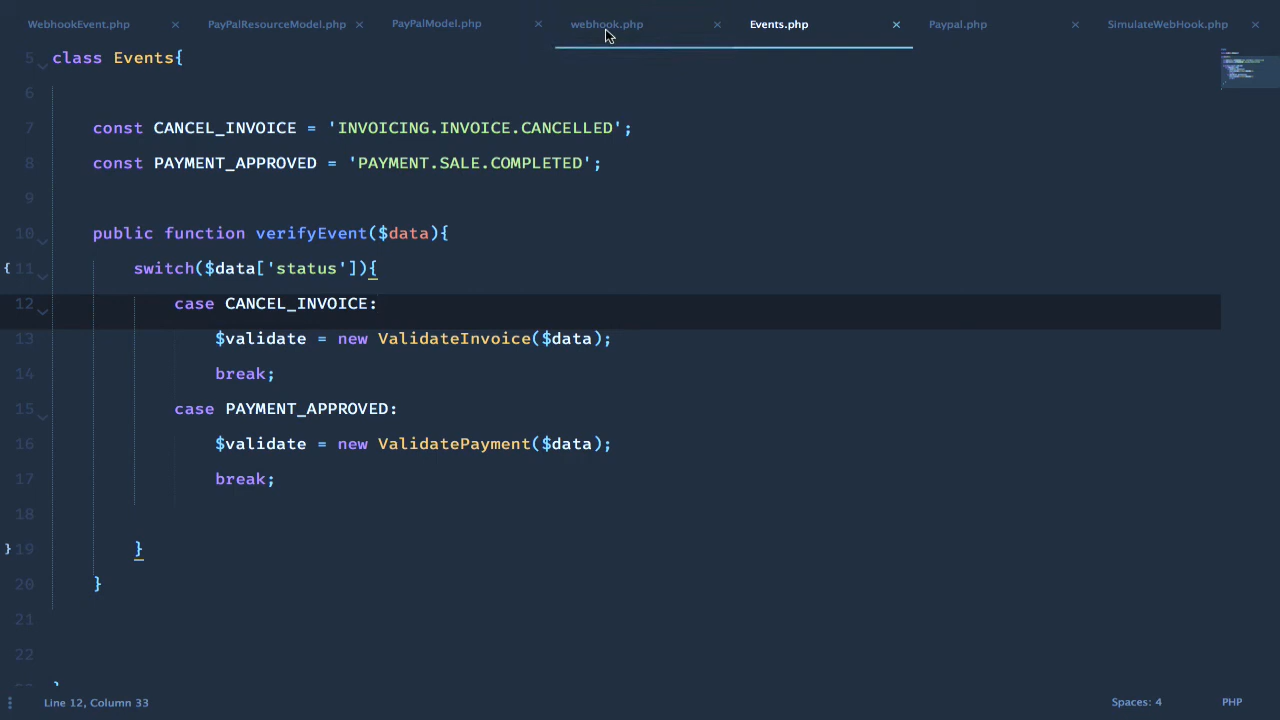 WebhookEvent.php × PayPalResourceModel.php × PayPalModel.php × webhook.php × Events.php × Paypal.php × SimulateWebHook.php ×
5 class Events{
6
7 const CANCEL_INVOICE = 'INVOICING.INVOICE.CANCELLED';
8 const PAYMENT_APPROVED = 'PAYMENT.SALE.COMPLETED';
9
10 public function verifyEvent($data){
{ 11 switch($data['status']){
12 case CANCEL_INVOICE:
13 $validate = new ValidateInvoice($data);
14 break;
15 case PAYMENT_APPROVED:
16 $validate = new ValidatePayment($data);
17 break;
18
} 19 }
20 }
21
22
Line 12, Column 33 Spaces: 4 PHP